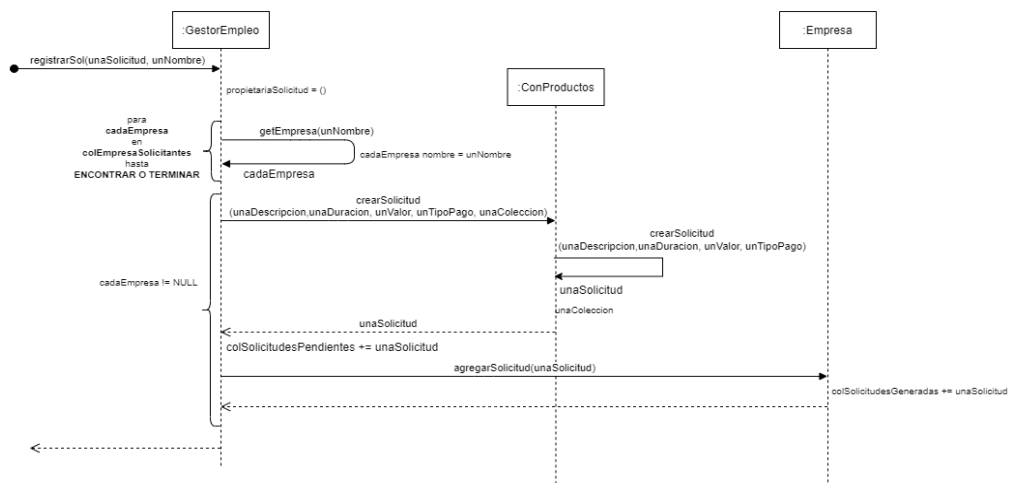 :GestorEmpleo
:Empresa
registrarSol(unaSolicitud, unNombre)
:ConProductos
propietariaSolicitud = ()
para
cadaEmpresa
en
colEmpresaSolicitantes
hasta
ENCONTRAR O TERMINAR
getEmpresa(unNombre)
cadaEmpresa nombre = unNombre
cadaEmpresa
crearSolicitud
(unaDescripcion,unaDuracion, unValor, unTipoPago, unaColeccion)
crearSolicitud
(unaDescripcion,unaDuracion, unValor, unTipoPago)
cadaEmpresa != NULL
unaSolicitud
unaColeccion
unaSolicitud
colSolicitudesPendientes += unaSolicitud
agregarSolicitud(unaSolicitud)
colSolicitudesGeneradas += unaSolicitud